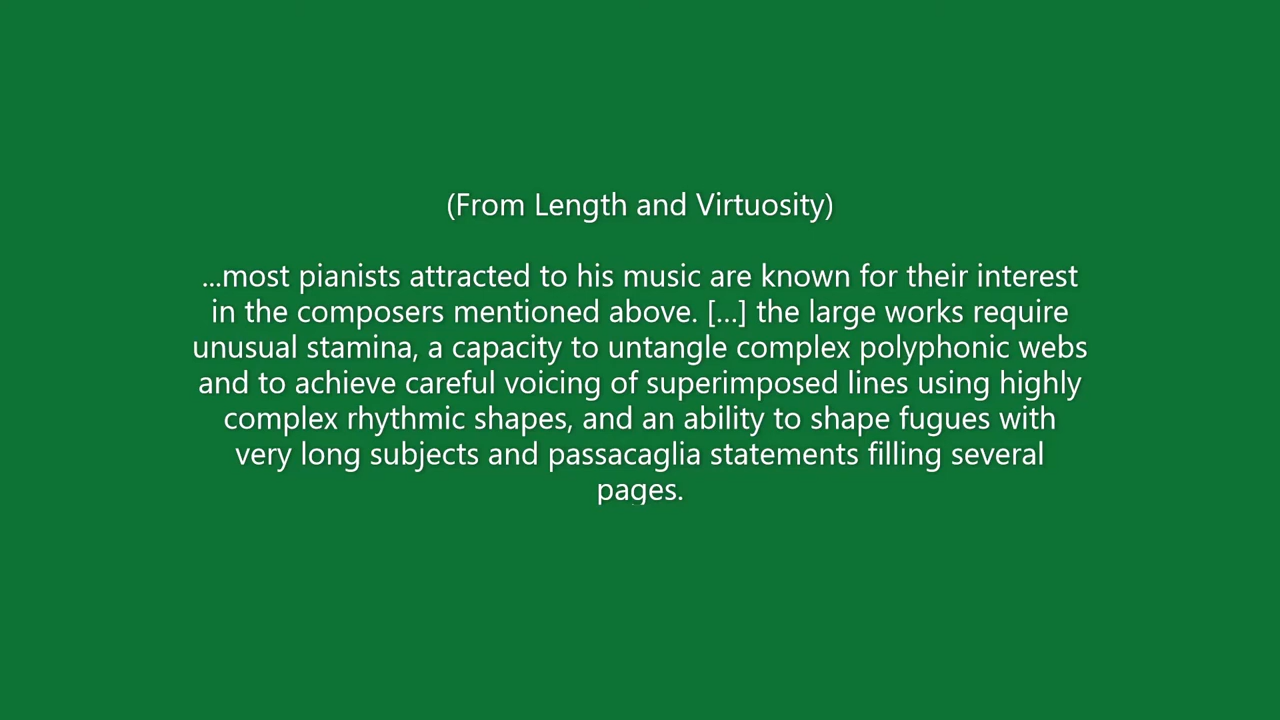 (From Length and Virtuosity)
...most pianists attracted to his music are known for their interest
in the composers mentioned above. [...] the large works require
unusual stamina, a capacity to untangle complex polyphonic webs
and to achieve careful voicing of superimposed lines using highly
complex rhythmic shapes, and an ability to shape fugues with
very long subjects and passacaglia statements filling several
pages.